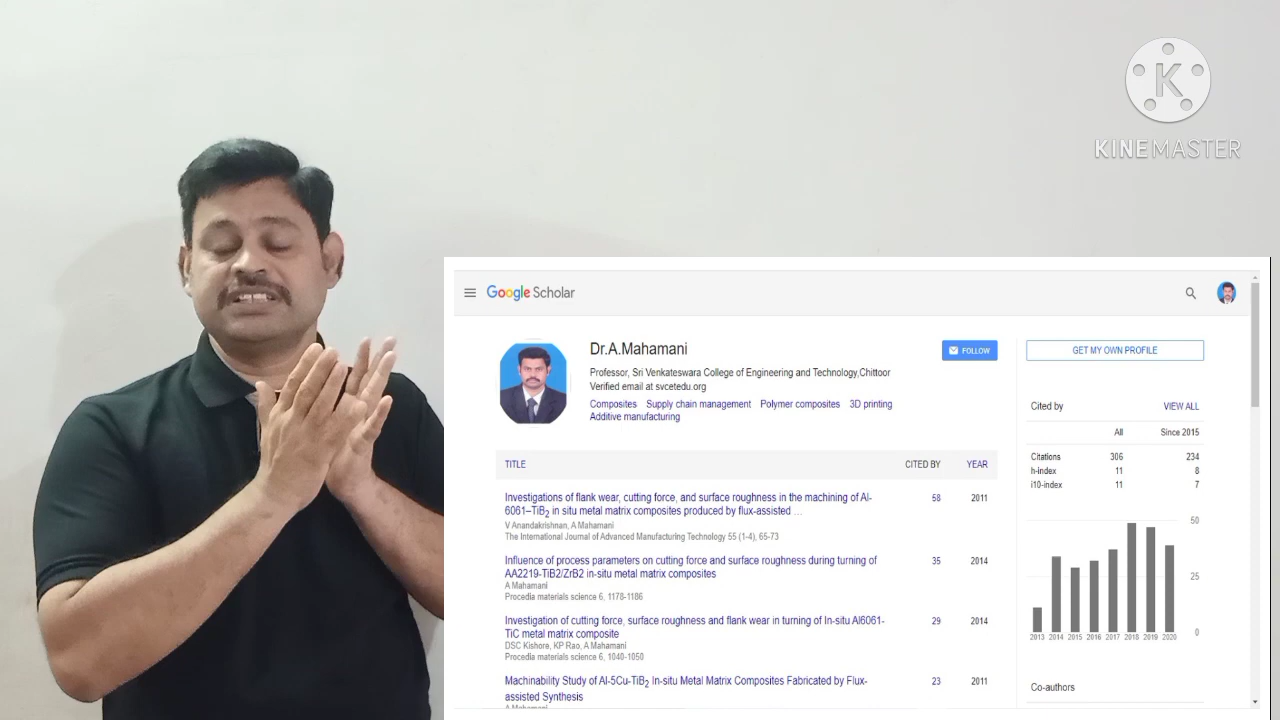 K
KINEMASTER
Google Scholar
Dr.A.Mahamani
FOLLOW
GET MY OWN PROFILE
Professor, Sri Venkateswara College of Engineering and Technology,Chittoor
Verified email at svcetedu.org
Composites Supply chain management Polymer composites 3D printing
Additive manufacturing
Cited by VIEW ALL
All Since 2015
Citations 306 234
h-index 11 8
i10-index 11 7
TITLE CITED BY YEAR
Investigations of flank wear, cutting force, and surface roughness in the machining of Al- 58 2011
6061–TiB2 in situ metal matrix composites produced by flux-assisted …
V Anandakrishnan, A Mahamani
The International Journal of Advanced Manufacturing Technology 55 (1-4), 65-73
Influence of process parameters on cutting force and surface roughness during turning of 35 2014
AA2219-TiB2/ZrB2 in-situ metal matrix composites
A Mahamani
Procedia materials science 6, 1178-1186
Investigation of cutting force, surface roughness and flank wear in turning of In-situ Al6061- 29 2014
TiC metal matrix composite
DSC Kishore, KP Rao, A Mahamani
Procedia materials science 6, 1040-1050
Machinability Study of Al-5Cu-TiB2 In-situ Metal Matrix Composites Fabricated by Flux- 23 2011
assisted Synthesis
A Mahamani
50
25
0
2013 2014 2015 2016 2017 2018 2019 2020
Co-authors